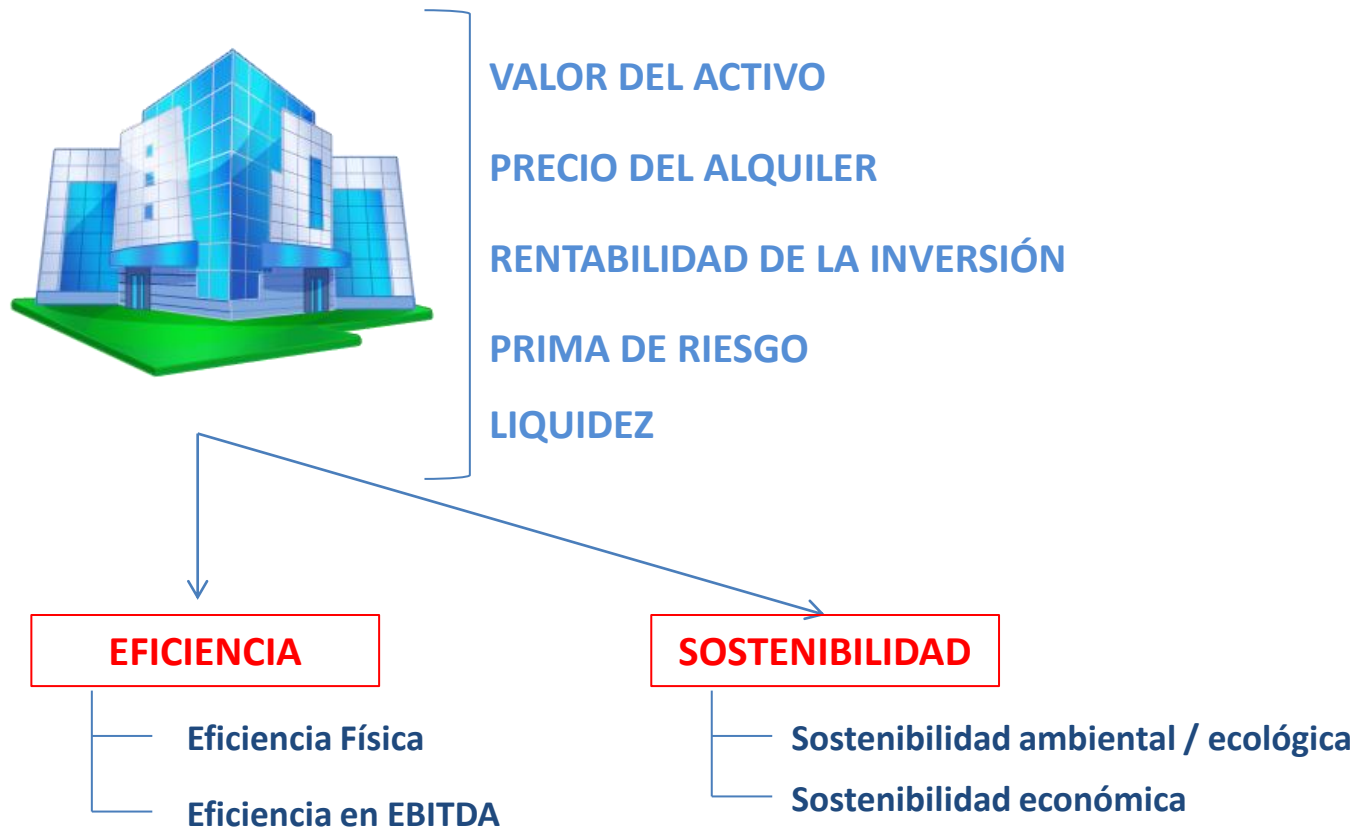 VALOR DEL ACTIVO
PRECIO DEL ALQUILER
RENTABILIDAD DE LA INVERSIÓN
PRIMA DE RIESGO
LIQUIDEZ
EFICIENCIA
Eficiencia Física
Eficiencia en EBITDA
SOSTENIBILIDAD
Sostenibilidad ambiental / ecológica
Sostenibilidad económica